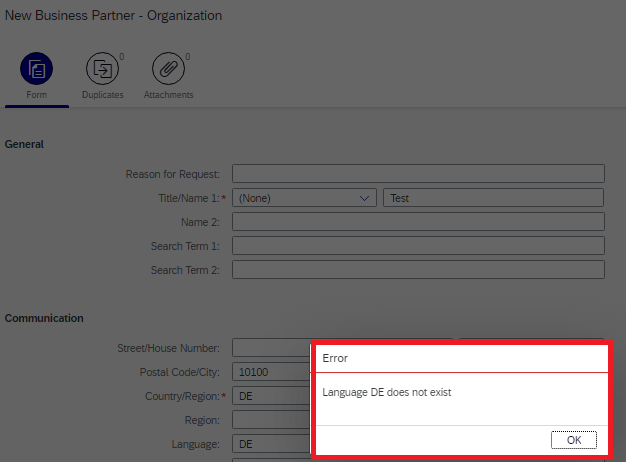 New Business Partner - Organization
0 0
Form Duplicates Attachments
General
Reason for Request:
Title/Name 1:* (None) Test
Name 2:
Search Term 1:
Search Term 2:
Communication
Street/House Number:
Postal Code/City: 10100
Country/Region:* DE
Region:
Language: DE
Error
Language DE does not exist
OK